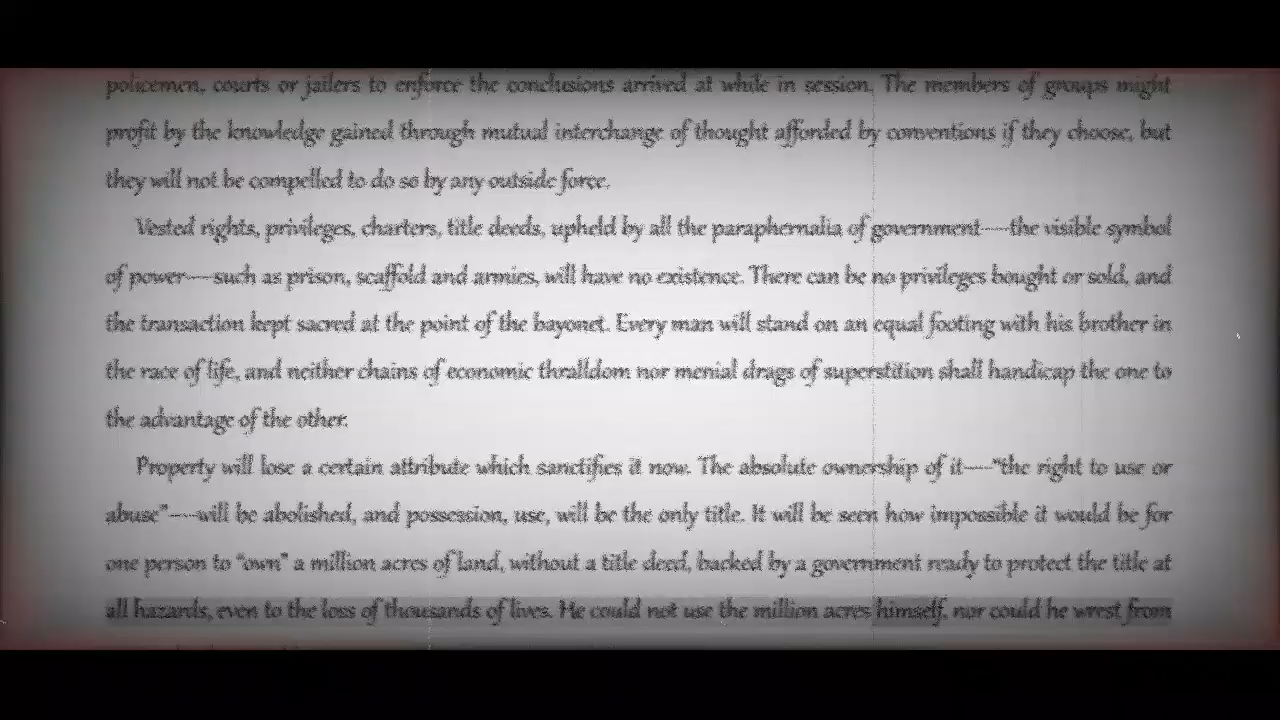 policemen, courts or jailers to enforce the conclusions arrived at while in session. The members of groups might
profit by the knowledge gained through mutual interchange of thought afforded by conventions if they choose, but
they will not be compelled to do so by any outside force.
Vested rights, privileges, charters, title deeds, upheld by all the paraphernalia of government—the visible symbol
of power—such as prison, scaffold and armies, will have no existence. There can be no privileges bought or sold, and
the transaction kept sacred at the point of the bayonet. Every man will stand on an equal footing with his brother in
the race of life, and neither chains of economic thralldom nor menial drags of superstition shall handicap the one to
the advantage of the other.
Property will lose a certain attribute which sanctifies it now. The absolute ownership of it—"the right to use or
abuse"—will be abolished, and possession, use, will be the only title. It will be seen how impossible it would be for
one person to "own" a million acres of land, without a title deed, backed by a government ready to protect the title at
all hazards, even to the loss of thousands of lives. He could not use the million acres himself, nor could he wrest from